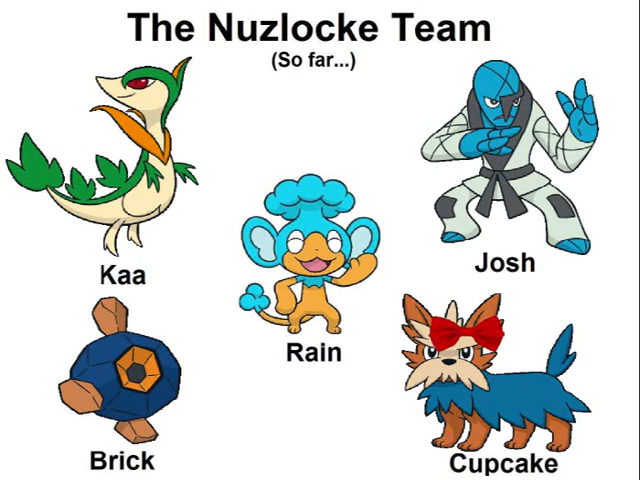 The Nuzlocke Team
(So far...)
Kaa
Josh
Rain
Brick
Cupcake